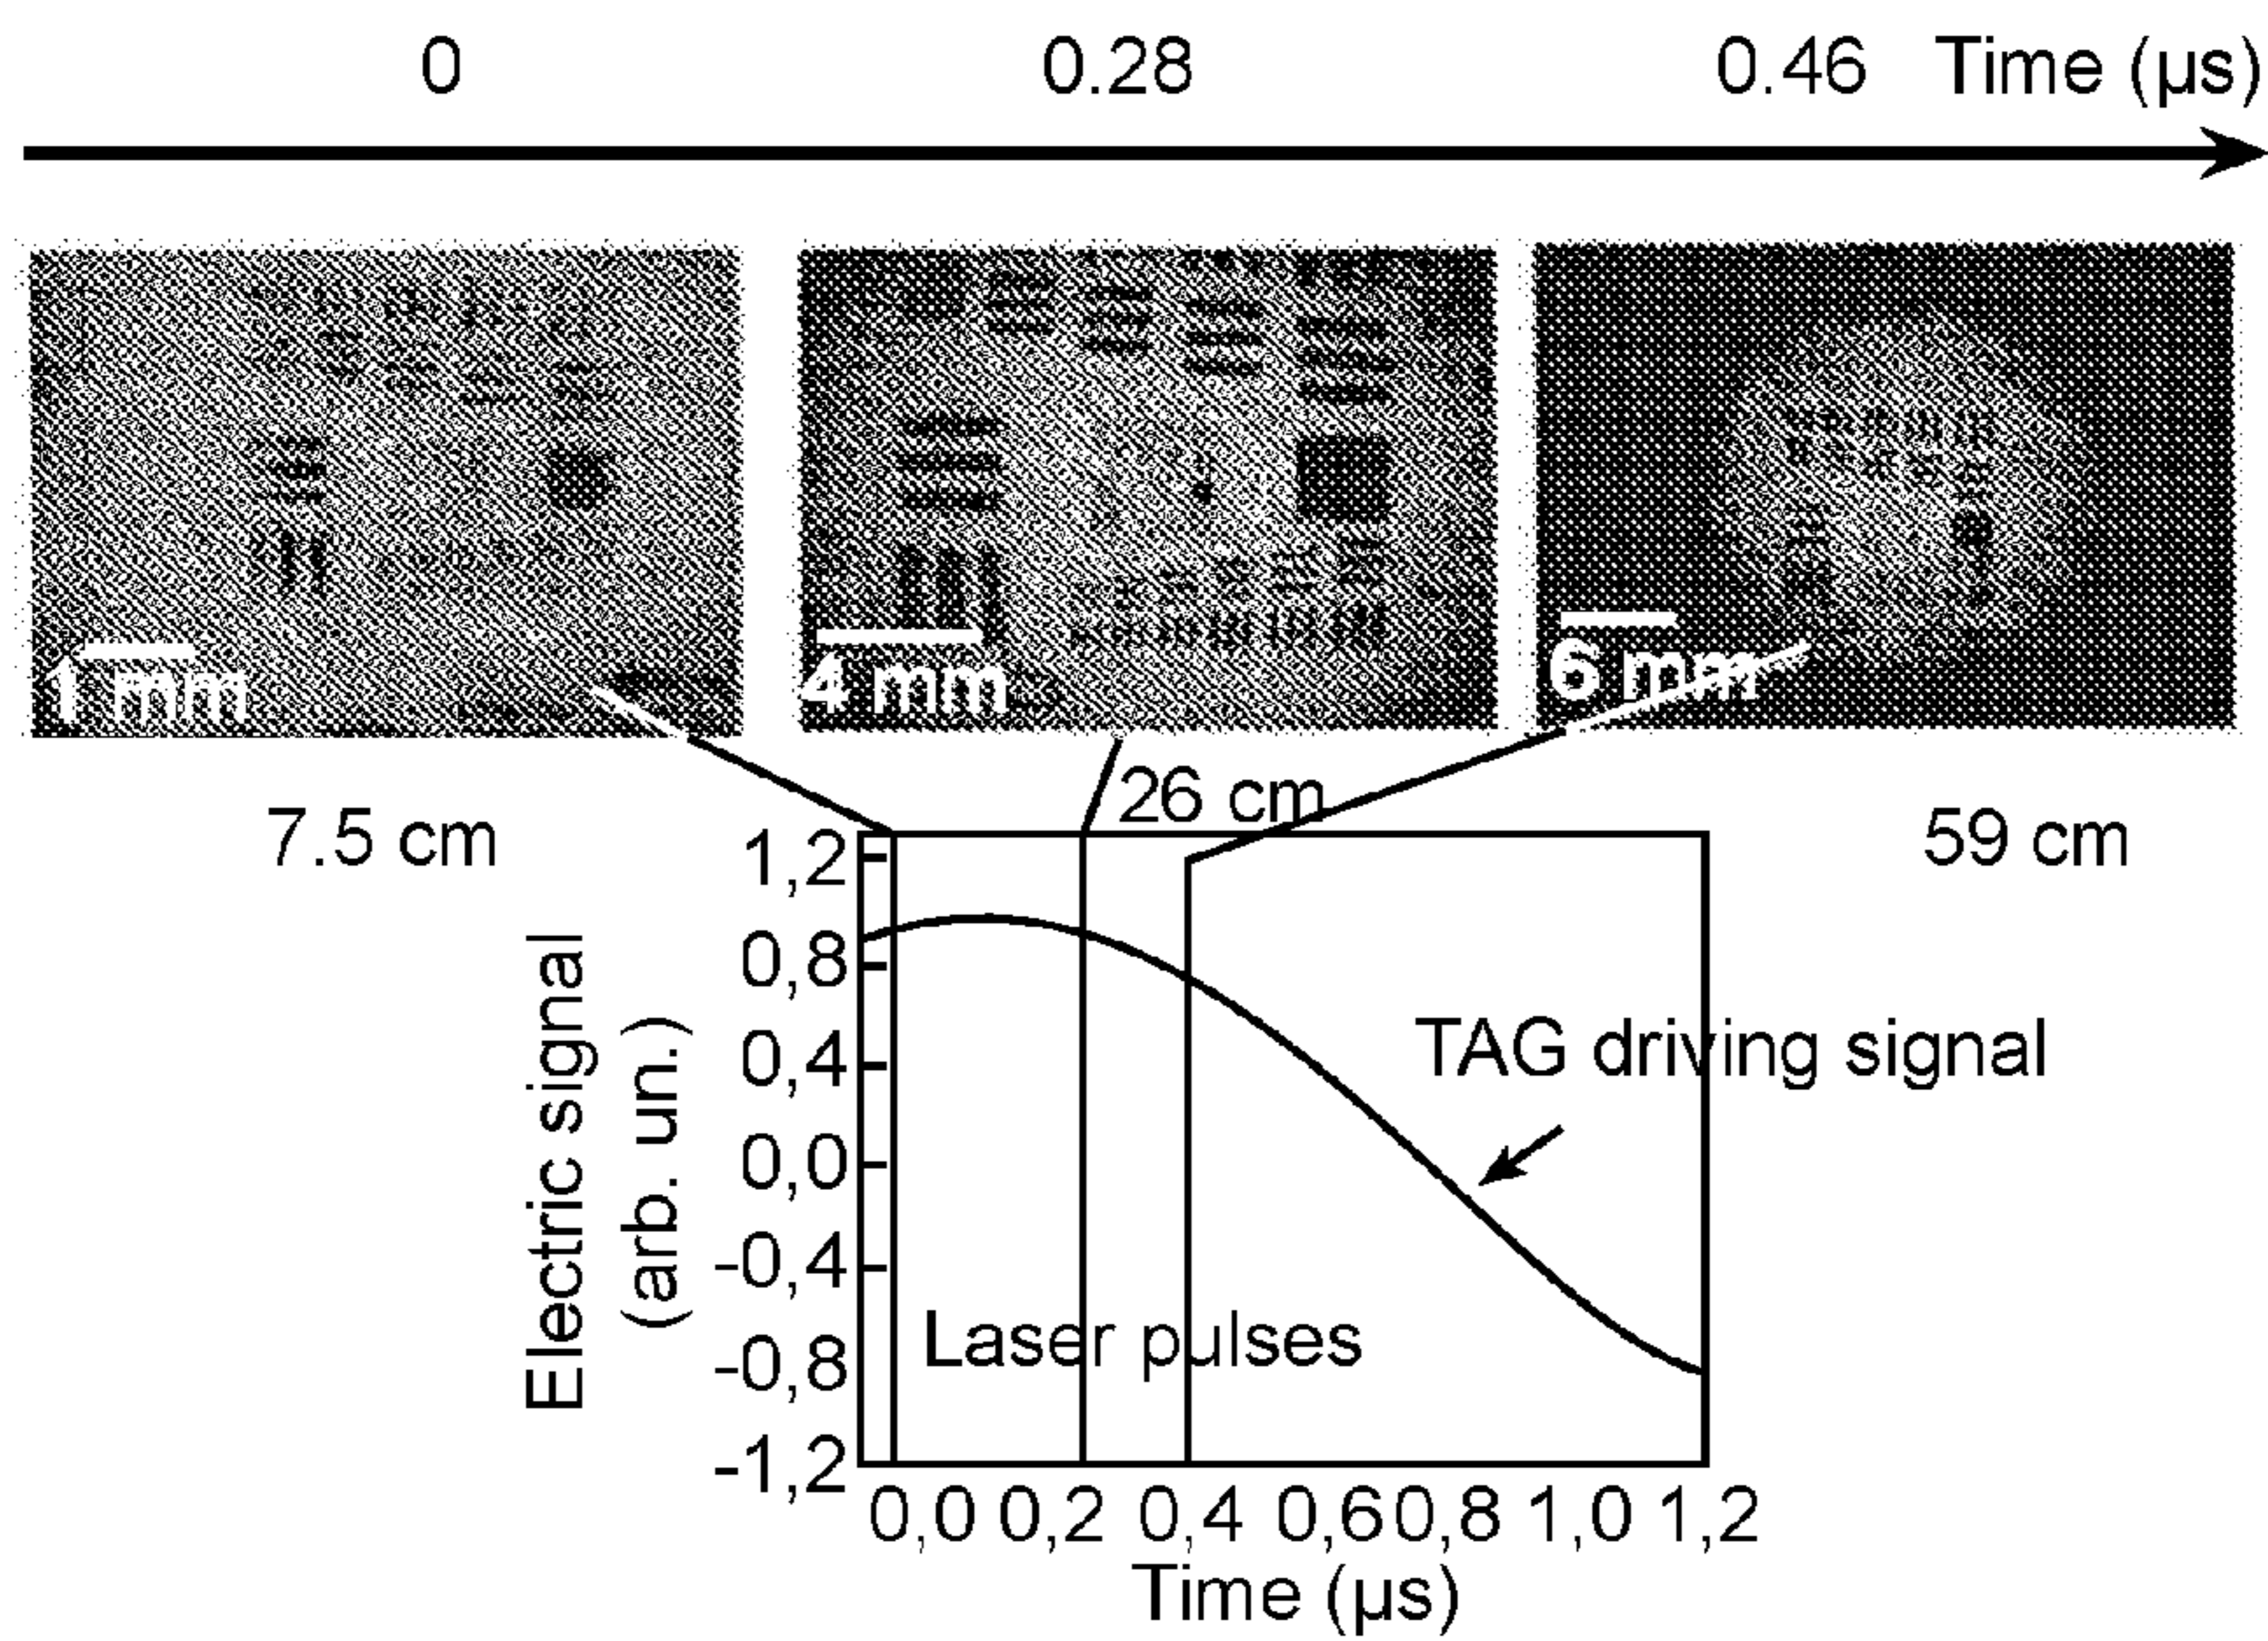 0 0.28 0.46 Time (µs)
1 mm
4 mm
6 mm
7.5 cm
26 cm
59 cm
1,2
0,8
0,4
0,0
-0,4
-0,8
-1,2
Electric signal
(arb. un.)
TAG driving signal
Laser pulses
0,0 0,2 0,4 0,6 0,8 1,0 1,2
Time (µs)